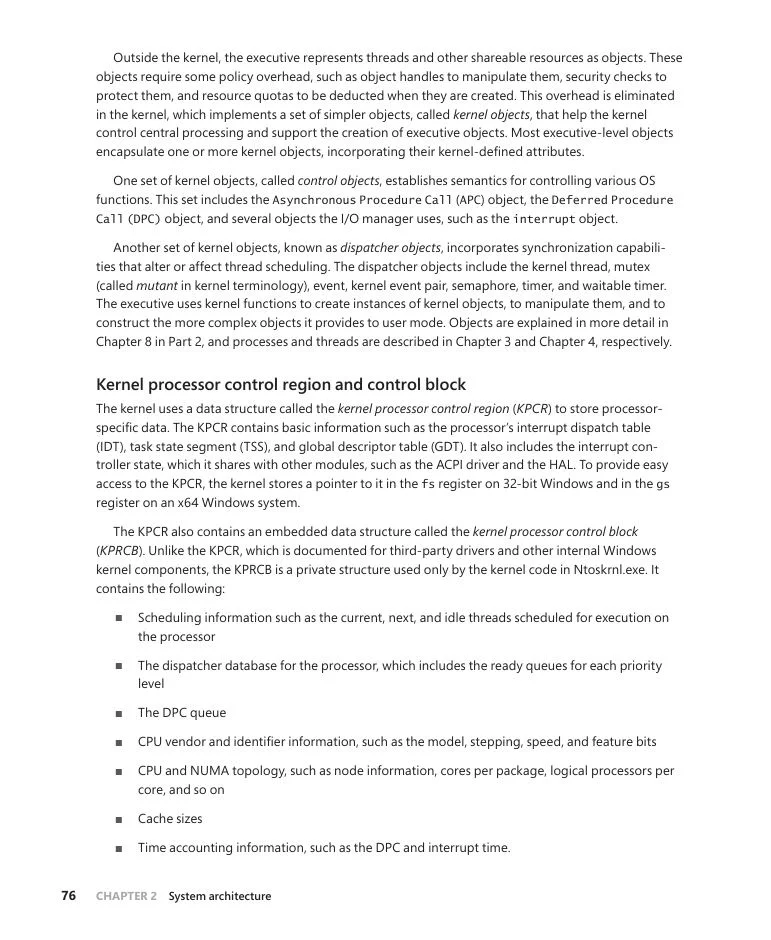 Outside the kernel, the executive represents threads and other shareable resources as objects. These
objects require some policy overhead, such as object handles to manipulate them, security checks to
protect them, and resource quotas to be deducted when they are created. This overhead is eliminated
in the kernel, which implements a set of simpler objects, called kernel objects, that help the kernel
control central processing and support the creation of executive objects. Most executive-level objects
encapsulate one or more kernel objects, incorporating their kernel-defined attributes.
One set of kernel objects, called control objects, establishes semantics for controlling various OS
functions. This set includes the Asynchronous Procedure Call (APC) object, the Deferred Procedure
Call (DPC) object, and several objects the I/O manager uses, such as the interrupt object.
Another set of kernel objects, known as dispatcher objects, incorporates synchronization capabili-
ties that alter or affect thread scheduling. The dispatcher objects include the kernel thread, mutex
(called mutant in kernel terminology), event, kernel event pair, semaphore, timer, and waitable timer.
The executive uses kernel functions to create instances of kernel objects, to manipulate them, and to
construct the more complex objects it provides to user mode. Objects are explained in more detail in
Chapter 8 in Part 2, and processes and threads are described in Chapter 3 and Chapter 4, respectively.
Kernel processor control region and control block
The kernel uses a data structure called the kernel processor control region (KPCR) to store processor-
specific data. The KPCR contains basic information such as the processor's interrupt dispatch table
(IDT), task state segment (TSS), and global descriptor table (GDT). It also includes the interrupt con-
troller state, which it shares with other modules, such as the ACPI driver and the HAL. To provide easy
access to the KPCR, the kernel stores a pointer to it in the fs register on 32-bit Windows and in the gs
register on an x64 Windows system.
The KPCR also contains an embedded data structure called the kernel processor control block
(KPRCB). Unlike the KPCR, which is documented for third-party drivers and other internal Windows
kernel components, the KPRCB is a private structure used only by the kernel code in Ntoskrnl.exe. It
contains the following:
■ Scheduling information such as the current, next, and idle threads scheduled for execution on
the processor
■ The dispatcher database for the processor, which includes the ready queues for each priority
level
■ The DPC queue
■ CPU vendor and identifier information, such as the model, stepping, speed, and feature bits
■ CPU and NUMA topology, such as node information, cores per package, logical processors per
core, and so on
■ Cache sizes
■ Time accounting information, such as the DPC and interrupt time.
76 CHAPTER 2 System architecture